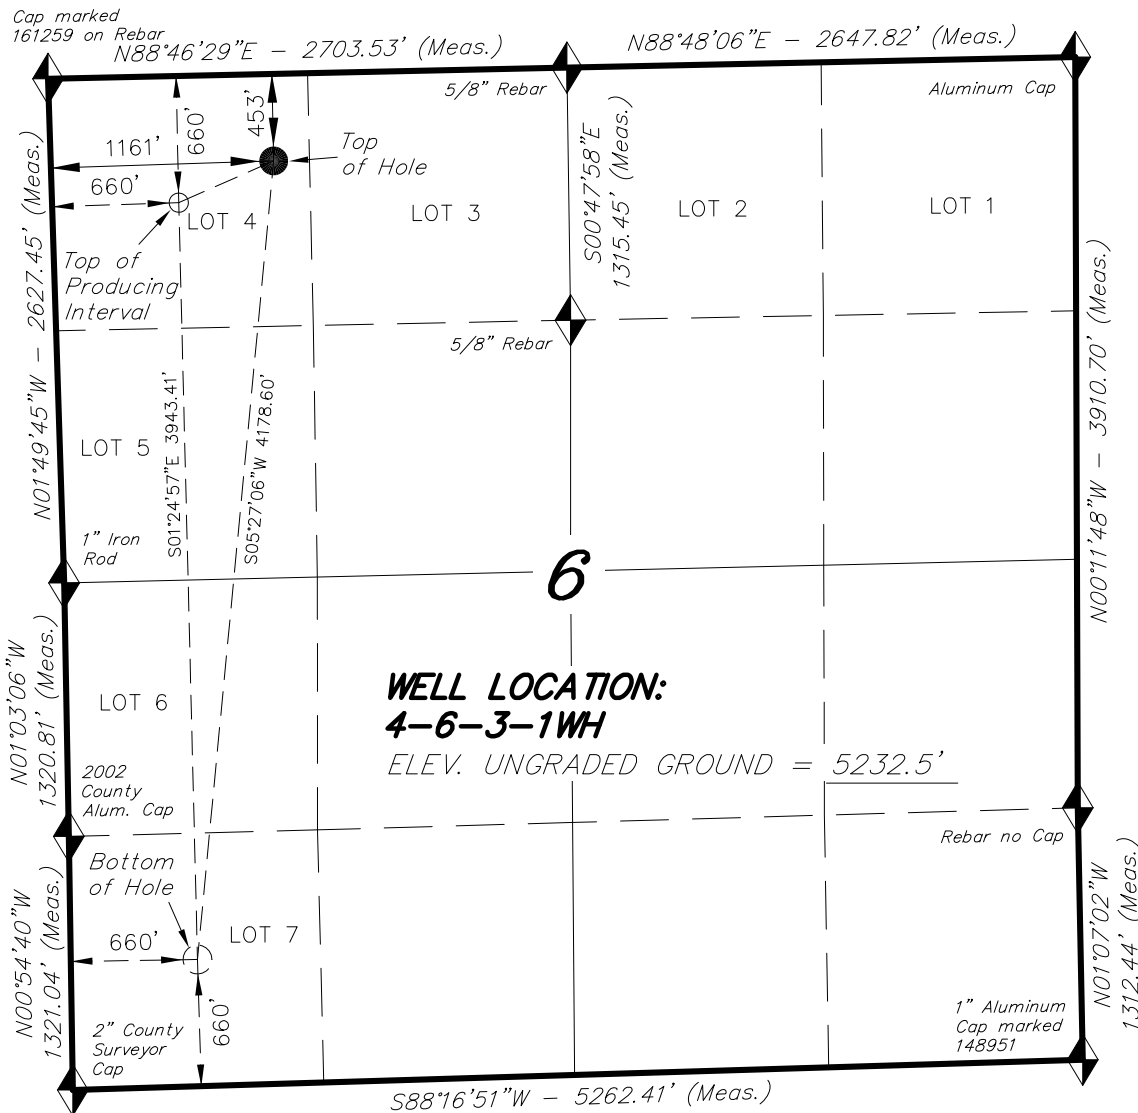 Cap marked
161259 on Rebar
N88°46'29"E - 2703.53' (Meas.)
N88°48'06"E - 2647.82' (Meas.)
5/8" Rebar
Aluminum Cap
453'
660'
1161'
Top
of Hole
660'
LOT 4
LOT 3
LOT 2
LOT 1
S00°47'58"E
1315.45' (Meas.)
Top of
Producing
Interval
N01°49'45"W - 2627.45' (Meas.)
5/8" Rebar
N00°11'48"W - 3910.70' (Meas.)
S01°24'57"E 3943.41'
S05°27'06"W 4178.60'
LOT 5
1" Iron
Rod
6
N01°03'06"W
1320.81' (Meas.)
LOT 6
WELL LOCATION:
4-6-3-1WH
ELEV. UNGRADED GROUND = 5232.5'
2002
County
Alum. Cap
Rebar no Cap
Bottom
of Hole
LOT 7
660'
660'
N00°54'40"W
1321.04' (Meas.)
N01°07'02"W
1312.44' (Meas.)
2" County
Surveyor
Cap
1" Aluminum
Cap marked
148951
S88°16'51"W - 5262.41' (Meas.)